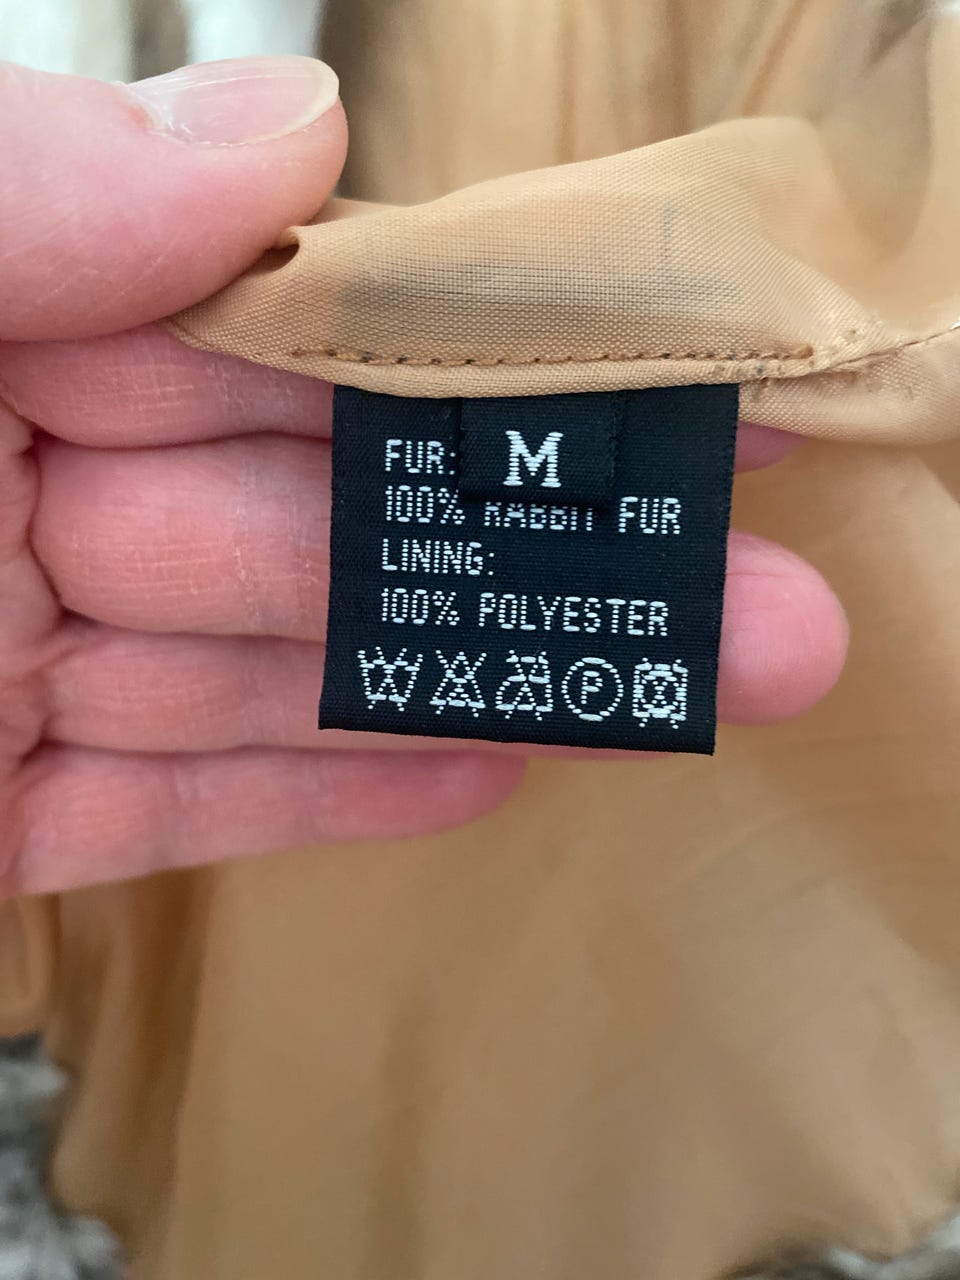 M
FUR:
100% RABBIT FUR
LINING:
100% POLYESTER
P